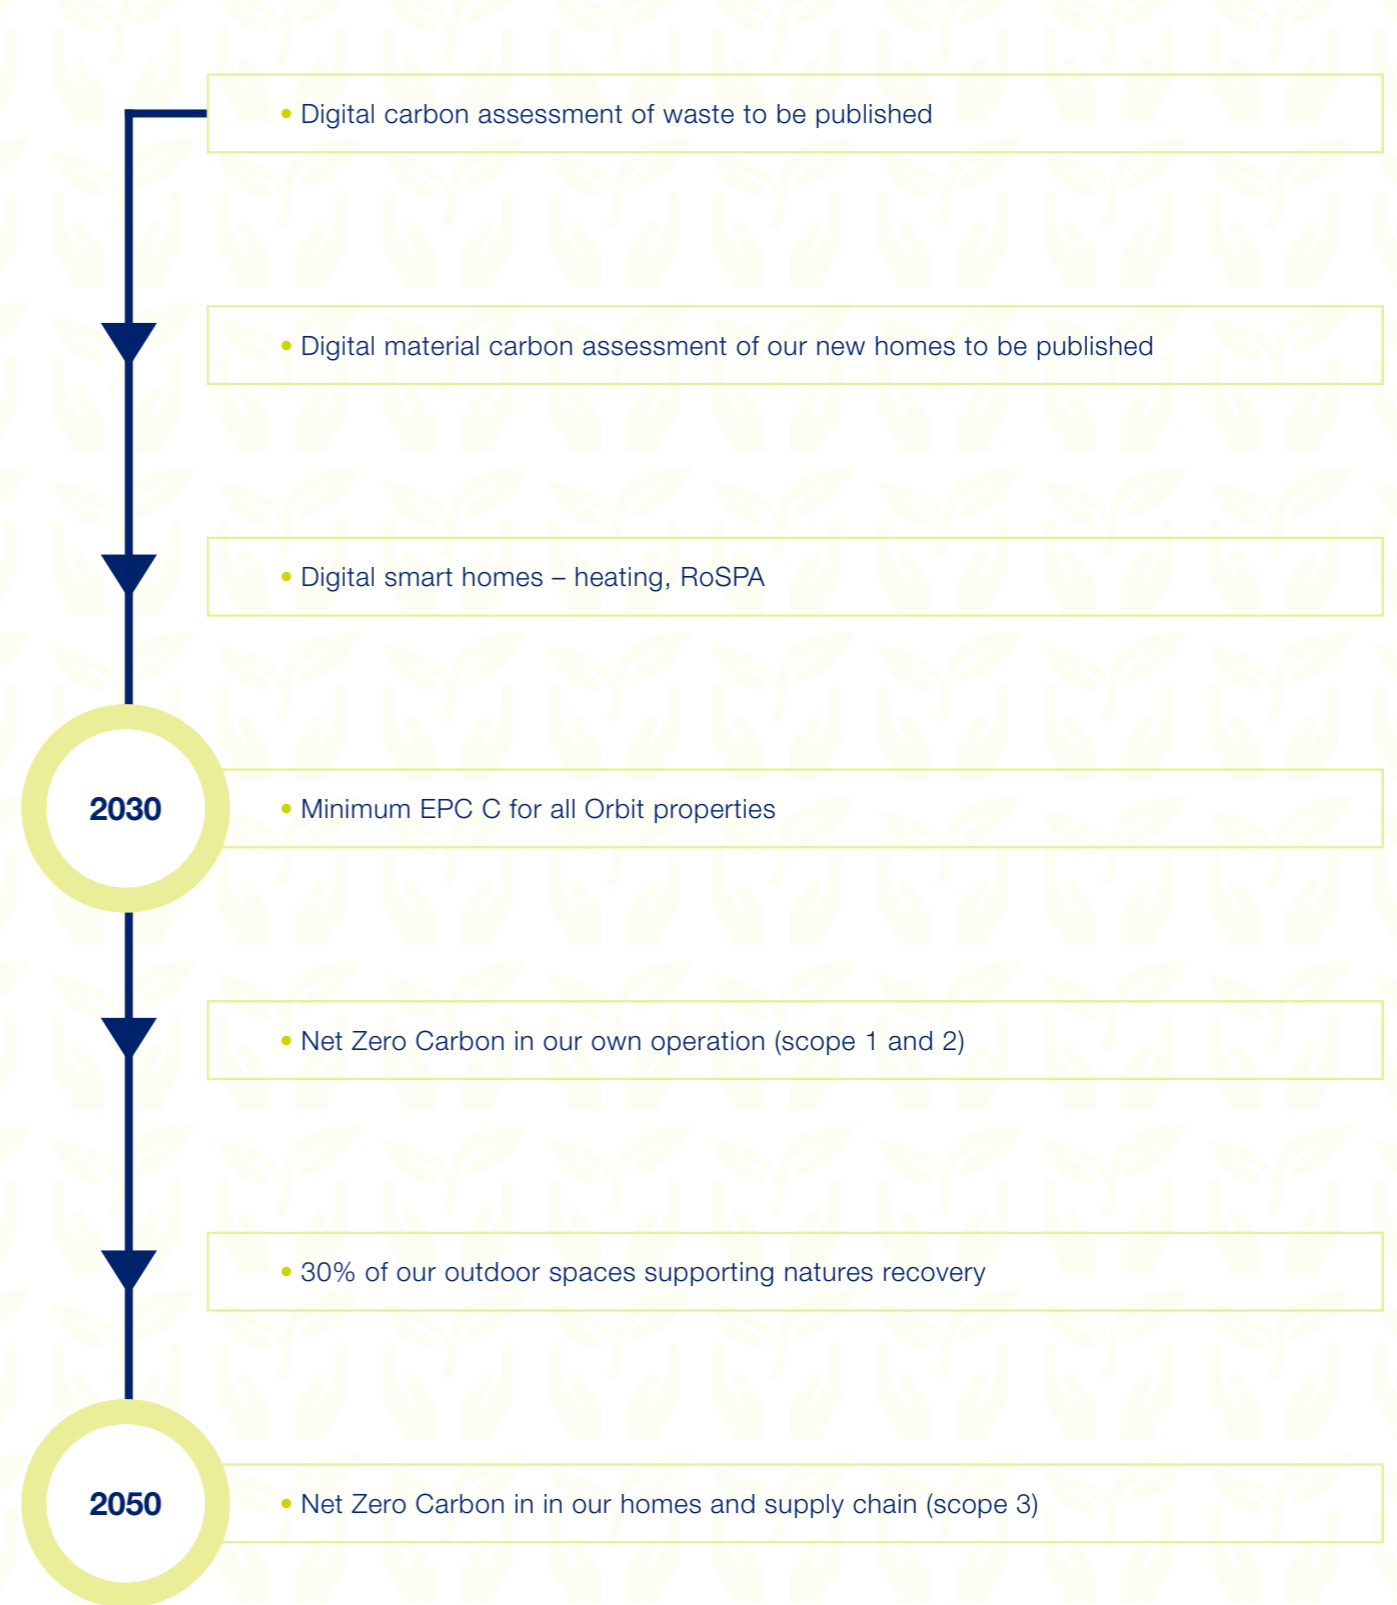 • Digital carbon assessment of waste to be published
• Digital material carbon assessment of our new homes to be published
• Digital smart homes – heating, RoSPA
2030
• Minimum EPC C for all Orbit properties
• Net Zero Carbon in our own operation (scope 1 and 2)
• 30% of our outdoor spaces supporting natures recovery
2050
• Net Zero Carbon in in our homes and supply chain (scope 3)